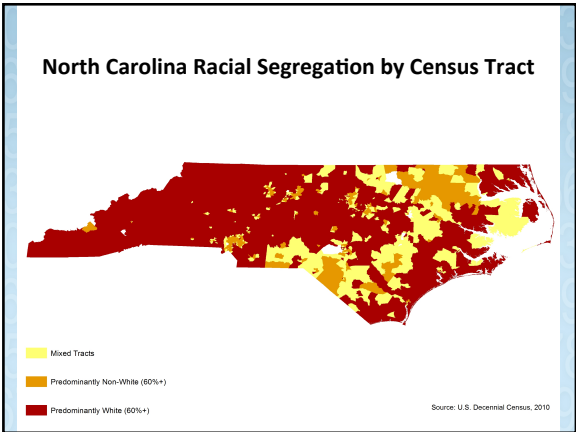 North Carolina Racial Segregation by Census Tract
Mixed Tracts
Predominantly Non-White (60%+)
Predominantly White (60%+)
Source: U.S. Decennial Census, 2010